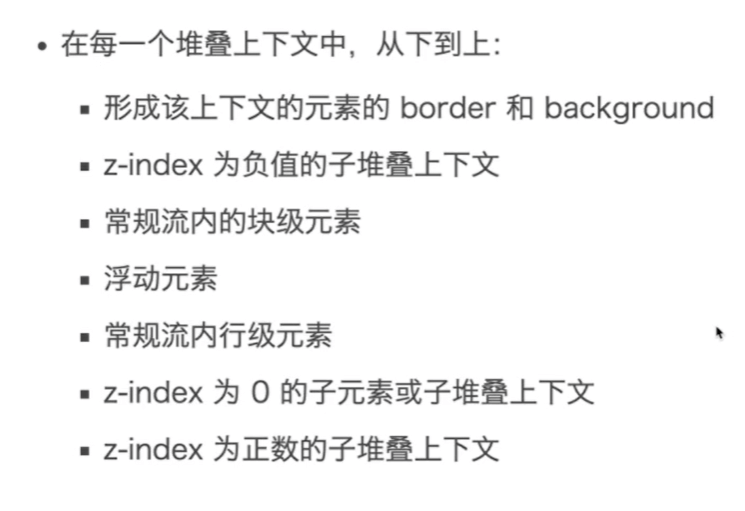 • 在每一个堆叠上下文中，从下到上：
▪ 形成该上下文的元素的 border 和 background
▪ z-index 为负值的子堆叠上下文
▪ 常规流内的块级元素
▪ 浮动元素
▪ 常规流内行级元素
▪ z-index 为 0 的子元素或子堆叠上下文
▪ z-index 为正数的子堆叠上下文